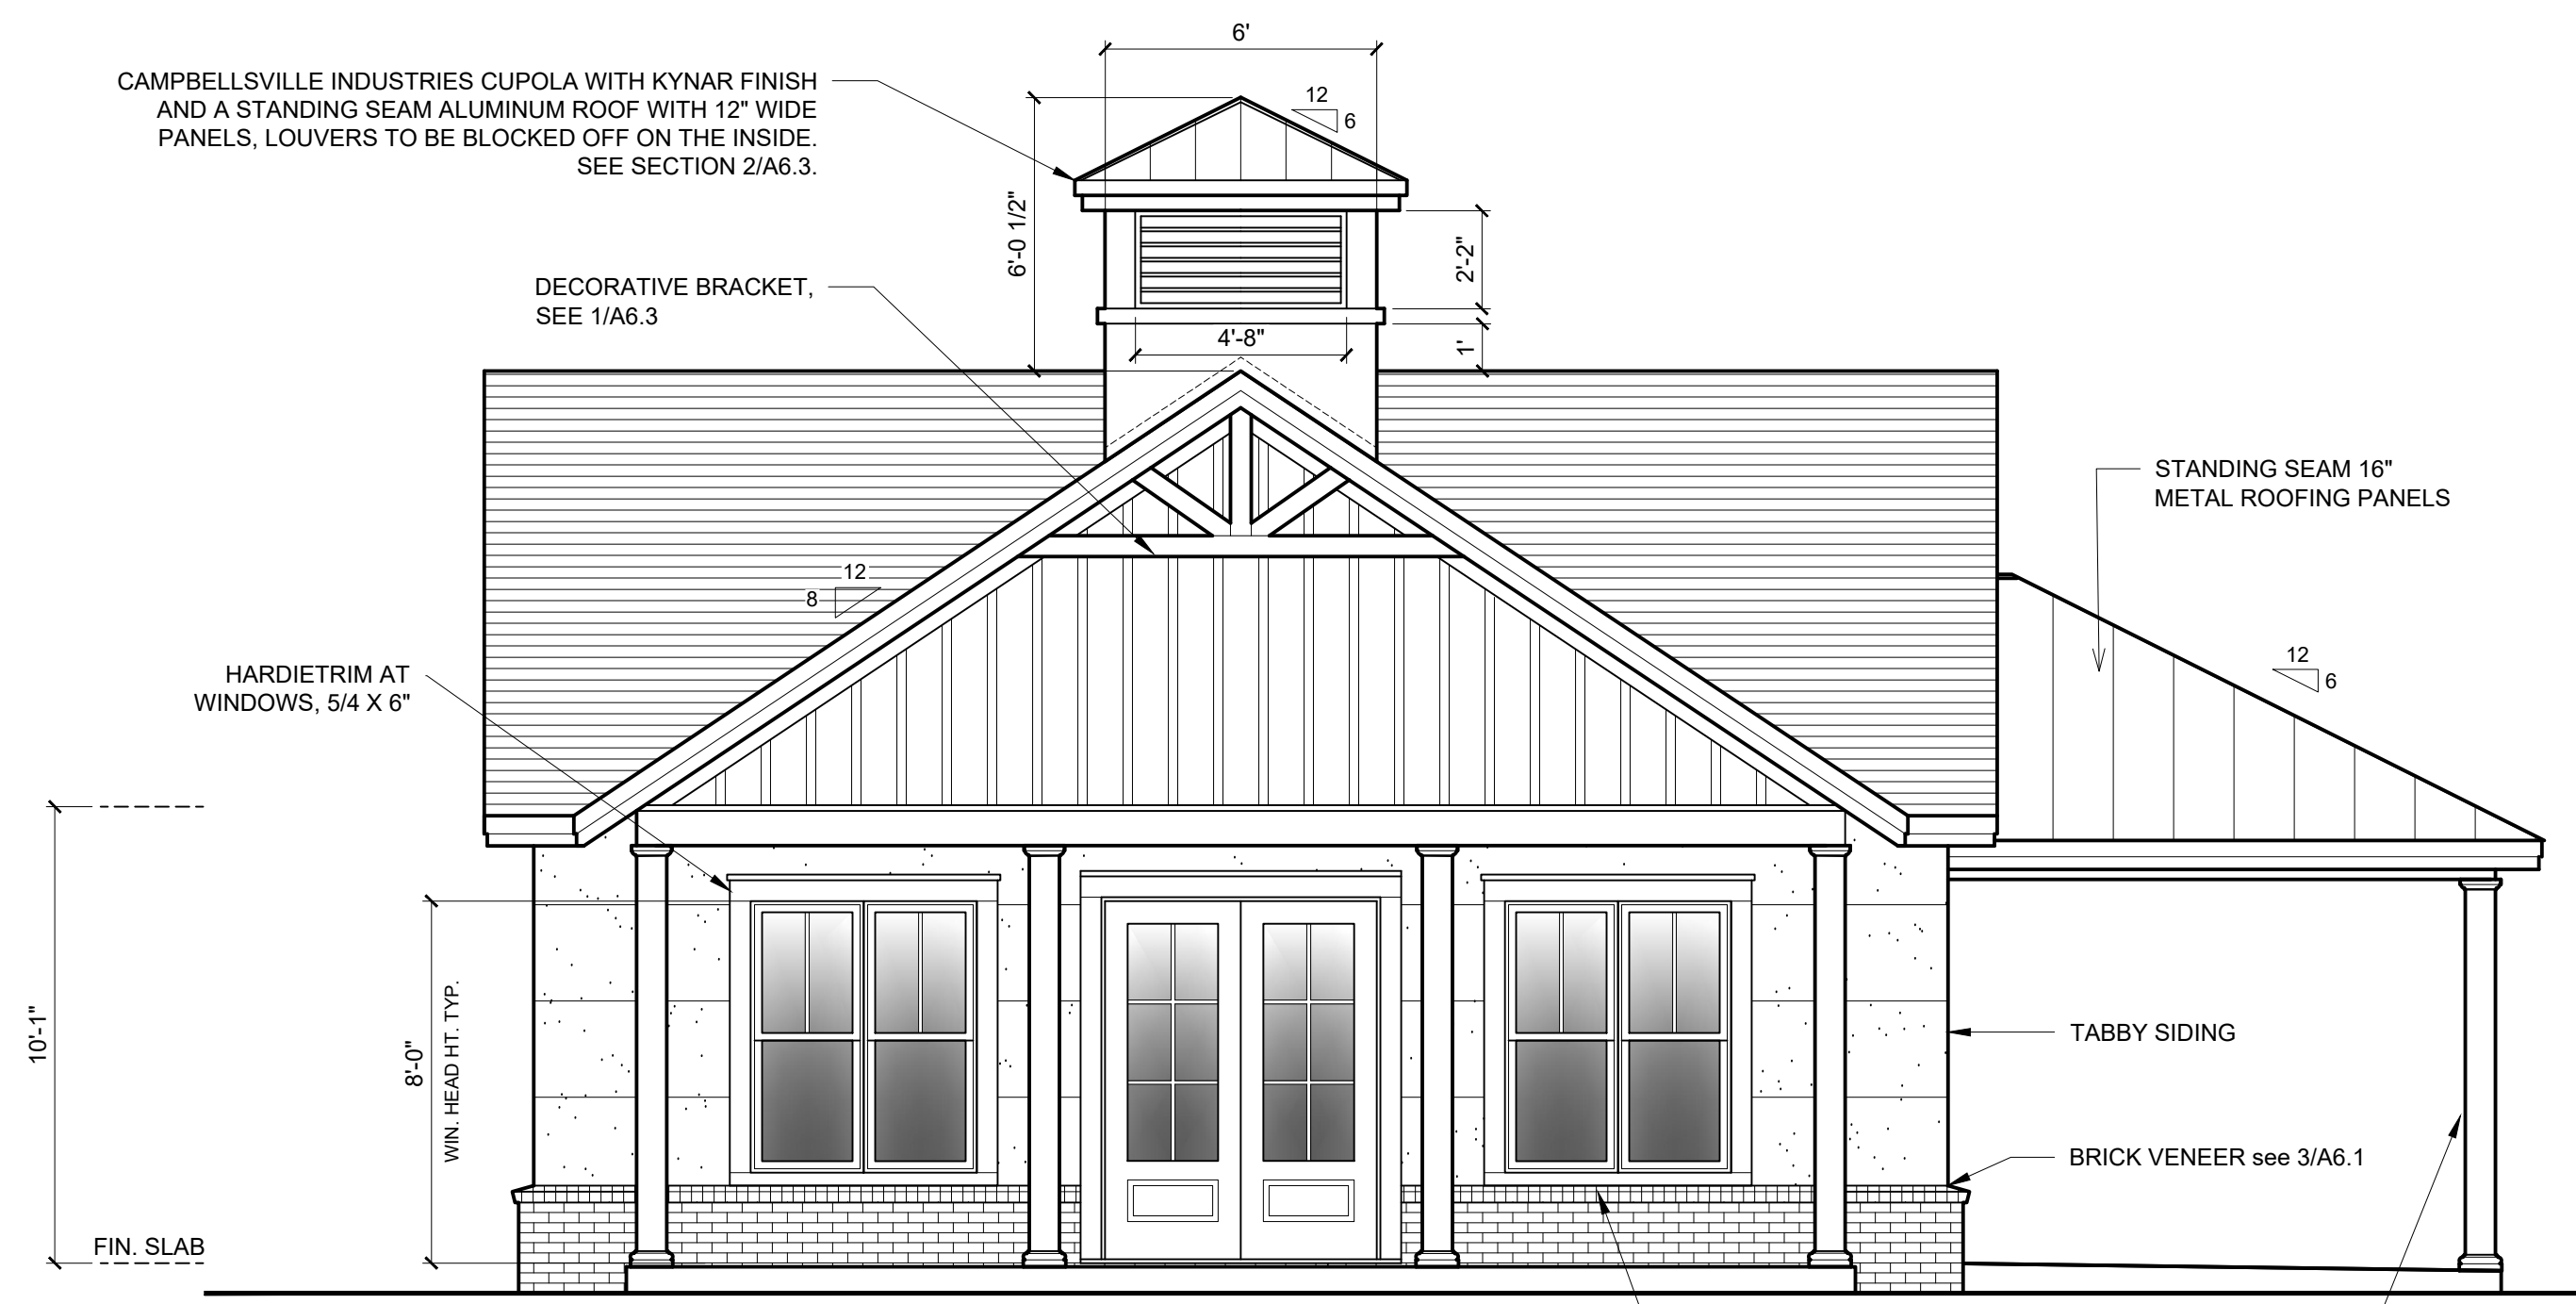 6'
CAMPBELLSVILLE INDUSTRIES CUPOLA WITH KYNAR FINISH
AND A STANDING SEAM ALUMINUM ROOF WITH 12" WIDE
PANELS, LOUVERS TO BE BLOCKED OFF ON THE INSIDE.
SEE SECTION 2/A6.3.
12
6
6'-0 1/2"
2'-2"
DECORATIVE BRACKET,
SEE 1/A6.3
4'-8"
1'
STANDING SEAM 16"
METAL ROOFING PANELS
12
8
12
6
HARDIETRIM AT
WINDOWS, 5/4 X 6"
10'-1"
8'-0"
WIN. HEAD HT. TYP.
TABBY SIDING
BRICK VENEER see 3/A6.1
FIN. SLAB